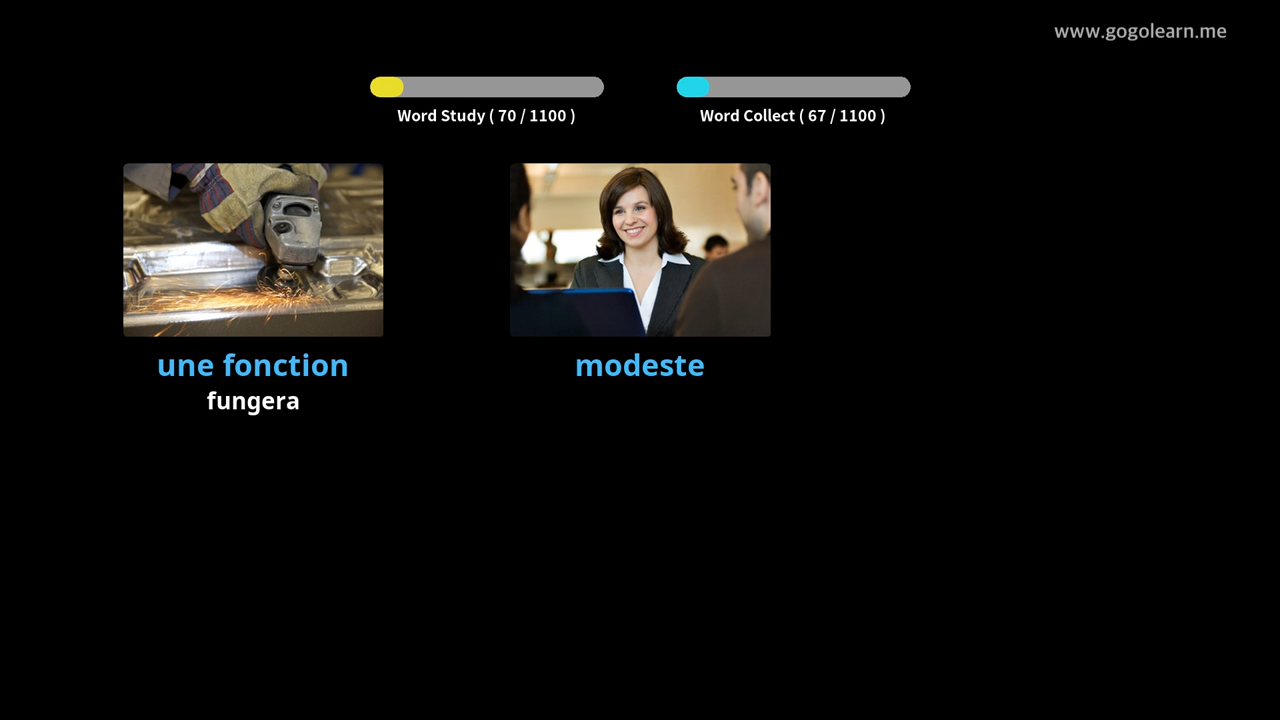 www.gogolearn.me
Word Study ( 70 / 1100 )
Word Collect ( 67 / 1100 )
une fonction
fungera
modeste